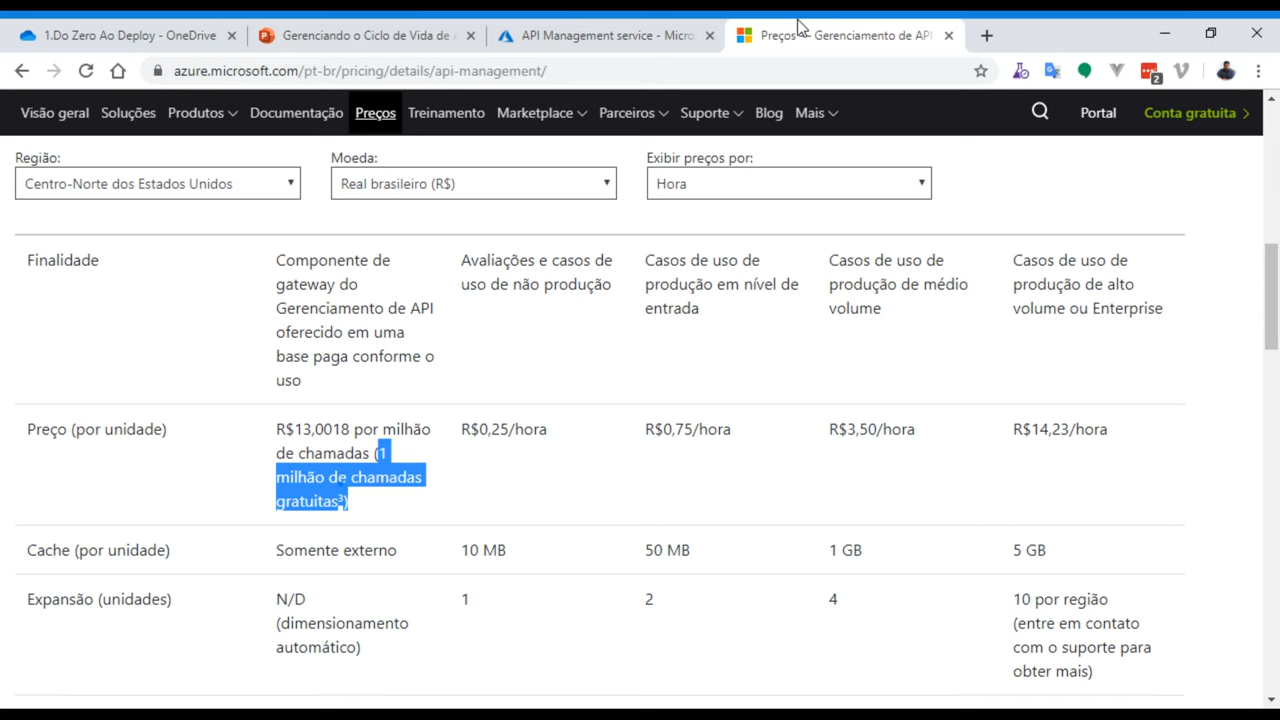 1.Do Zero Ao Deploy - OneDrive
Gerenciando o Ciclo de Vida de
API Management service - Micro
Preços - Gerenciamento de API
azure.microsoft.com/pt-br/pricing/details/api-management/
2
Visão geral Soluções Produtos Documentação Preços Treinamento Marketplace Parceiros Suporte Blog Mais Portal Conta gratuita
Região: Moeda: Exibir preços por:
Centro-Norte dos Estados Unidos Real brasileiro (R$) Hora
Finalidade
Componente de
gateway do
Gerenciamento de API
oferecido em uma
base paga conforme o
uso
Avaliações e casos de
uso de não produção
Casos de uso de
produção em nível de
entrada
Casos de uso de
produção de médio
volume
Casos de uso de
produção de alto
volume ou Enterprise
Preço (por unidade)
R$13,0018 por milhão
de chamadas (1
milhão de chamadas
gratuitas³)
R$0,25/hora
R$0,75/hora
R$3,50/hora
R$14,23/hora
Cache (por unidade)
Somente externo
10 MB
50 MB
1 GB
5 GB
Expansão (unidades)
N/D
(dimensionamento
automático)
1
2
4
10 por região
(entre em contato
com o suporte para
obter mais)